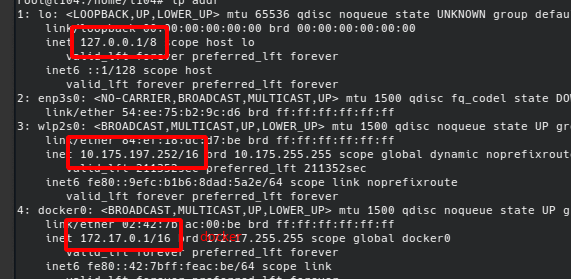 root@l104:/home/l104# ip addr
1: lo: <LOOPBACK,UP,LOWER_UP> mtu 65536 qdisc noqueue state UNKNOWN group defau
link/loopback 00:00:00:00:00:00 brd 00:00:00:00:00:00
inet 127.0.0.1/8 scope host lo
valid_lft forever preferred_lft forever
inet6 ::1/128 scope host
valid_lft forever preferred_lft forever
2: enp3s0: <NO-CARRIER,BROADCAST,MULTICAST,UP> mtu 1500 qdisc fq_codel state DO
link/ether 54:ee:75:b2:9c:d6 brd ff:ff:ff:ff:ff:ff
3: wlp2s0: <BROADCAST,MULTICAST,UP,LOWER_UP> mtu 1500 qdisc noqueue state UP gr
link/ether 84:ef:18: :d7:be brd ff:ff:ff:ff:ff:ff
inet 10.175.197.252/16 brd 10.175.255.255 scope global dynamic noprefixrout
valid_lft 211352sec preferred_lft 211352sec
inet6 fe80::9efc:b1b6:8dad:5a2e/64 scope link noprefixroute
valid_lft forever preferred_lft forever
4: docker0: <BROADCAST,MULTICAST,UP,LOWER_UP> mtu 1500 qdisc noqueue state UP g
link/ether 02:42:7b: ac:00:be brd ff:ff:ff:ff:ff:ff
inet 172.17.0.1/16 brd 172.17.255.255 scope global docker0
valid_lft forever preferred_lft forever
inet6 fe80::42:7bff:feac:be/64 scope link
valid_lft forever preferred_lft forever